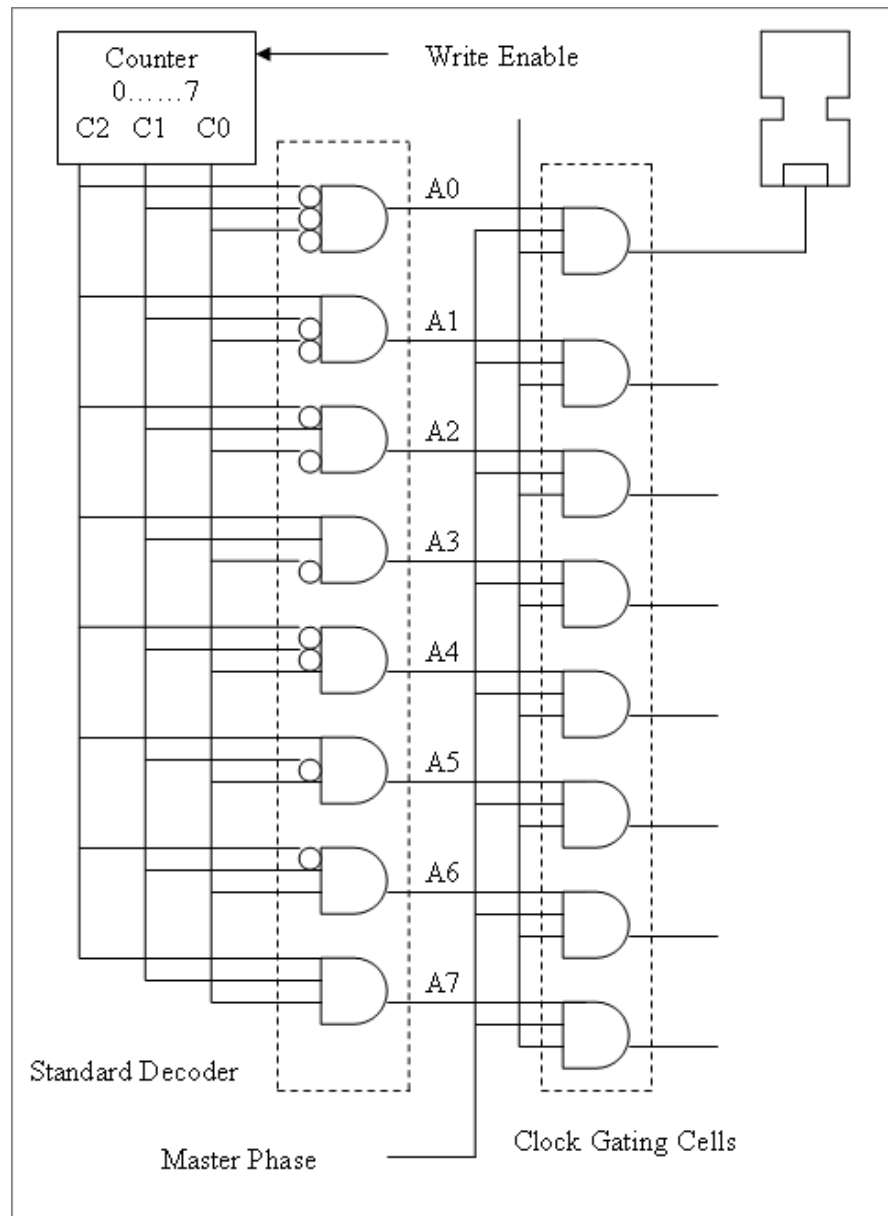 Counter
0......7
C2 C1 C0
Write Enable
A0
A1
A2
A3
A4
A5
A6
A7
Standard Decoder
Master Phase
Clock Gating Cells